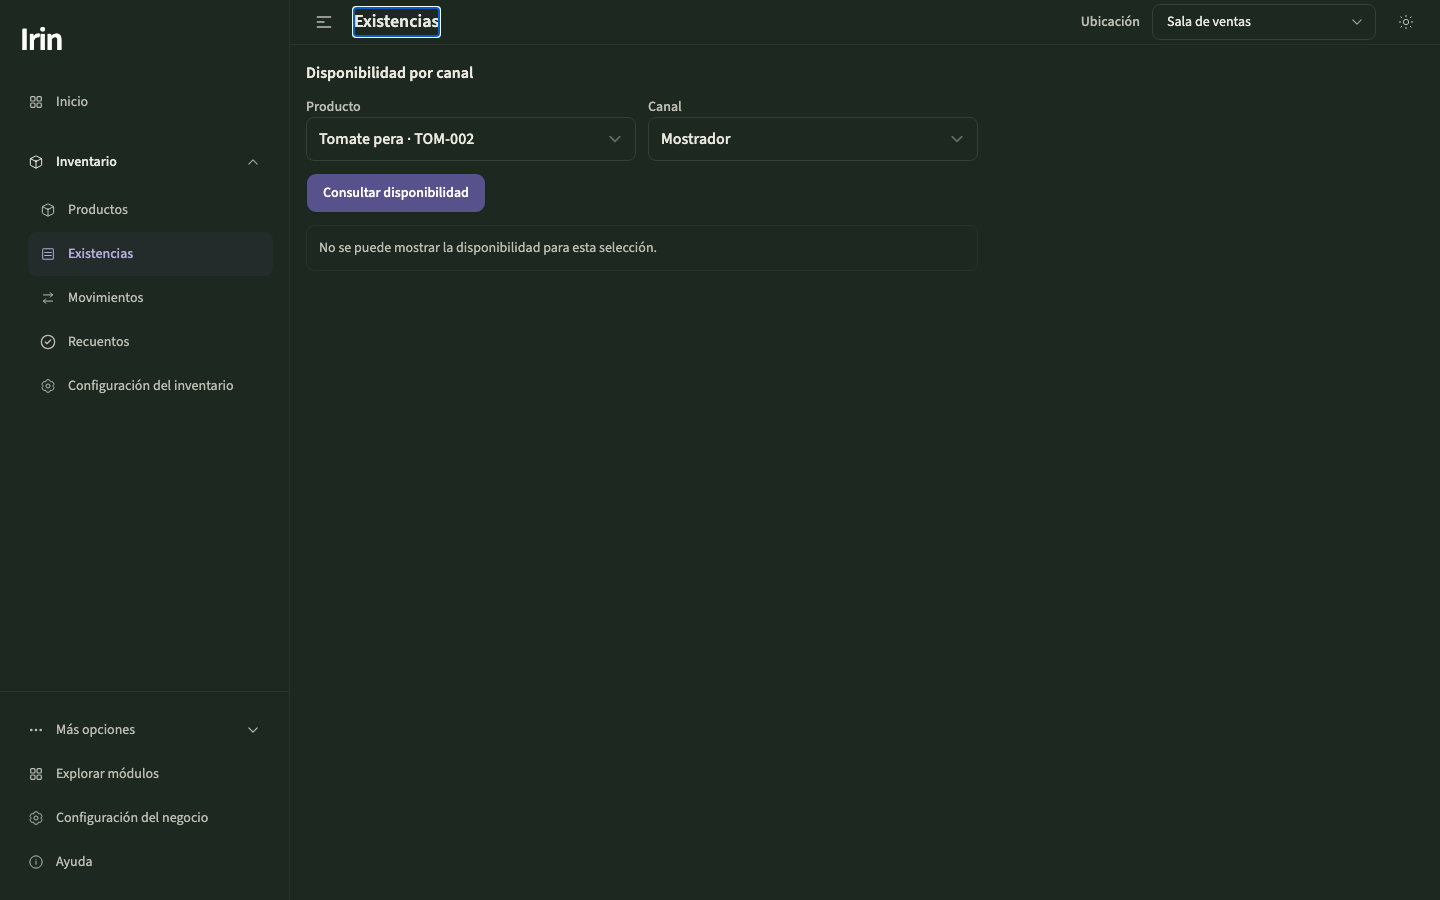 Irin
Inicio
Inventario
Productos
Existencias
Movimientos
Recuentos
Configuración del inventario
Más opciones
Explorar módulos
Configuración del negocio
Ayuda
Existencias
Ubicación
Sala de ventas
Disponibilidad por canal
Producto
Canal
Tomate pera · TOM-002
Mostrador
Consultar disponibilidad
No se puede mostrar la disponibilidad para esta selección.